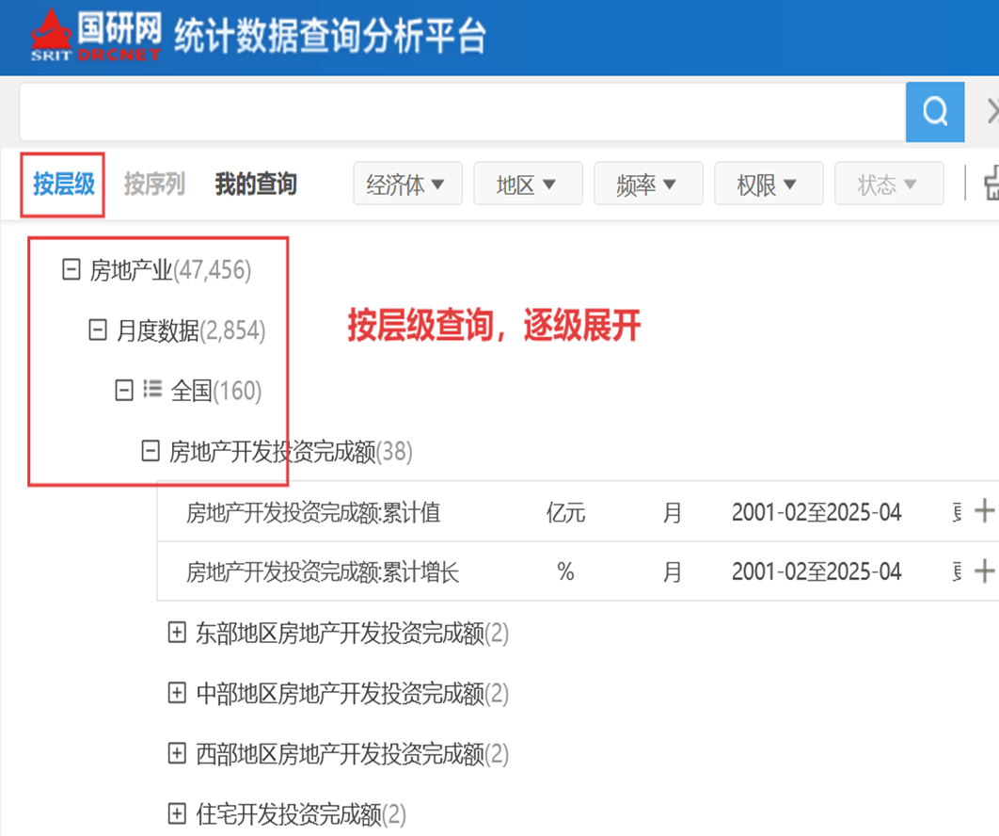 国研网 统计数据查询分析平台
SRIT DRCNET
按层级 按序列 我的查询 经济体 地区 频率 权限 状态
房地产业(47,456)
月度数据(2,854)
按层级查询，逐级展开
全国(160)
房地产开发投资完成额(38)
房地产开发投资完成额:累计值 亿元 月 2001-02至2025-04
房地产开发投资完成额:累计增长 % 月 2001-02至2025-04
东部地区房地产开发投资完成额(2)
中部地区房地产开发投资完成额(2)
西部地区房地产开发投资完成额(2)
住宅开发投资完成额(2)